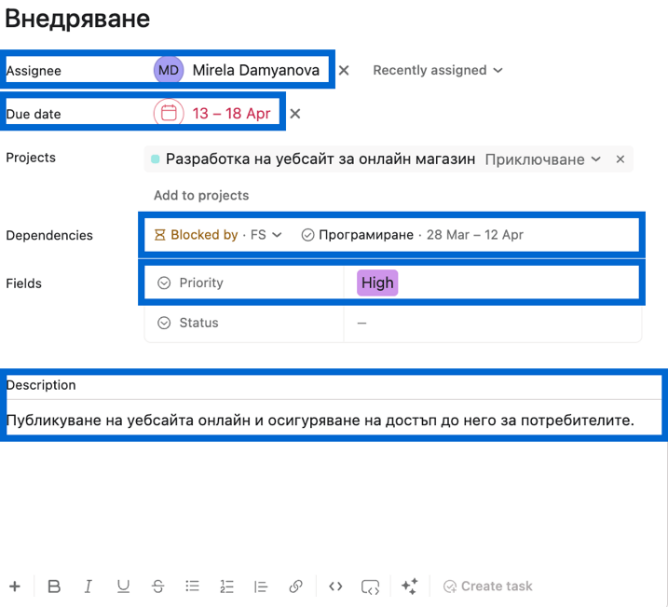 Внедряване
Assignee MD Mirela Damyanova × Recently assigned
Due date 13 – 18 Apr ×
Projects Разработка на уебсайт за онлайн магазин Приключване ×
Add to projects
Dependencies Blocked by · FS Програмиране · 28 Mar – 12 Apr
Fields Priority High
Status –
Description
Публикуване на уебсайта онлайн и осигуряване на достъп до него за потребителите.
+ B I U S Create task